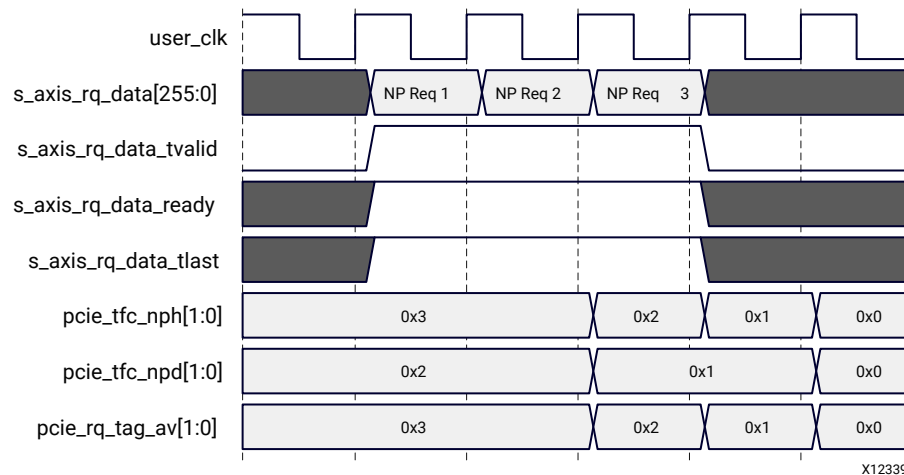 user_clk
s_axis_rq_data[255:0] NP Req 1 NP Req 2 NP Req 3
s_axis_rq_data_tvalid
s_axis_rq_data_ready
s_axis_rq_data_tlast
pcie_tfc_nph[1:0] 0x3 0x2 0x1 0x0
pcie_tfc_npd[1:0] 0x2 0x1 0x0
pcie_rq_tag_av[1:0] 0x3 0x2 0x1 0x0
X12339